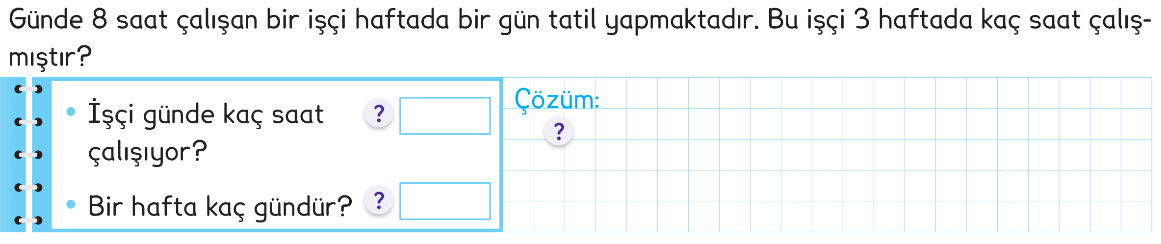 Günde 8 saat çalışan bir işçi haftada bir gün tatil yapmaktadır. Bu işçi 3 haftada kaç saat çalış-
mıştır?
• İşçi günde kaç saat ?
çalışıyor?
• Bir hafta kaç gündür? ?
Çözüm:
?